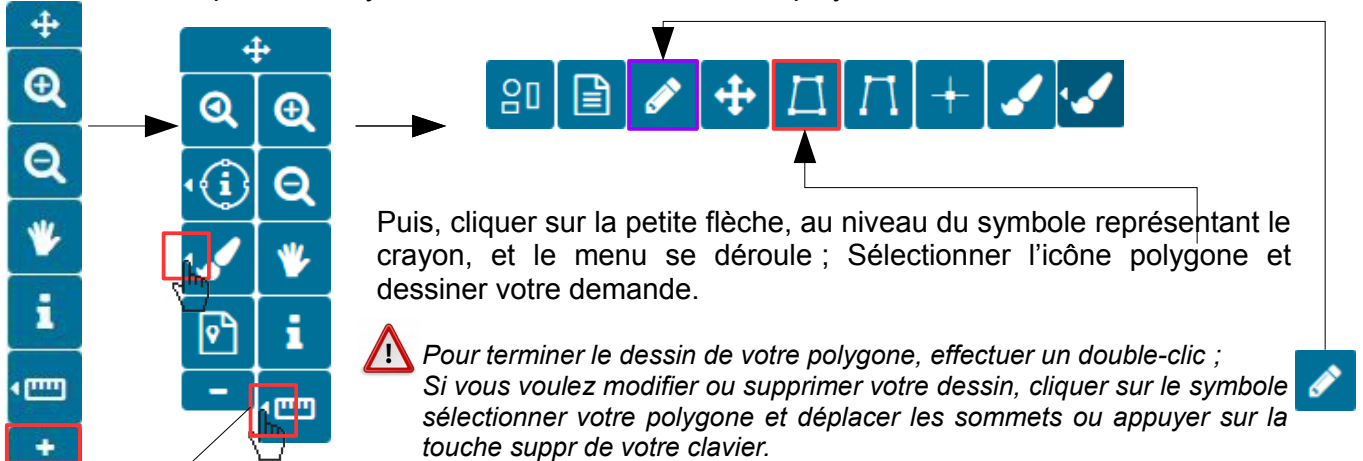 Puis, cliquer sur la petite flèche, au niveau du symbole représentant le
crayon, et le menu se déroule ; Sélectionner l’icône polygone et
dessiner votre demande.
Pour terminer le dessin de votre polygone, effectuer un double-clic ;
Si vous voulez modifier ou supprimer votre dessin, cliquer sur le symbole
sélectionner votre polygone et déplacer les sommets ou appuyer sur la
touche suppr de votre clavier.